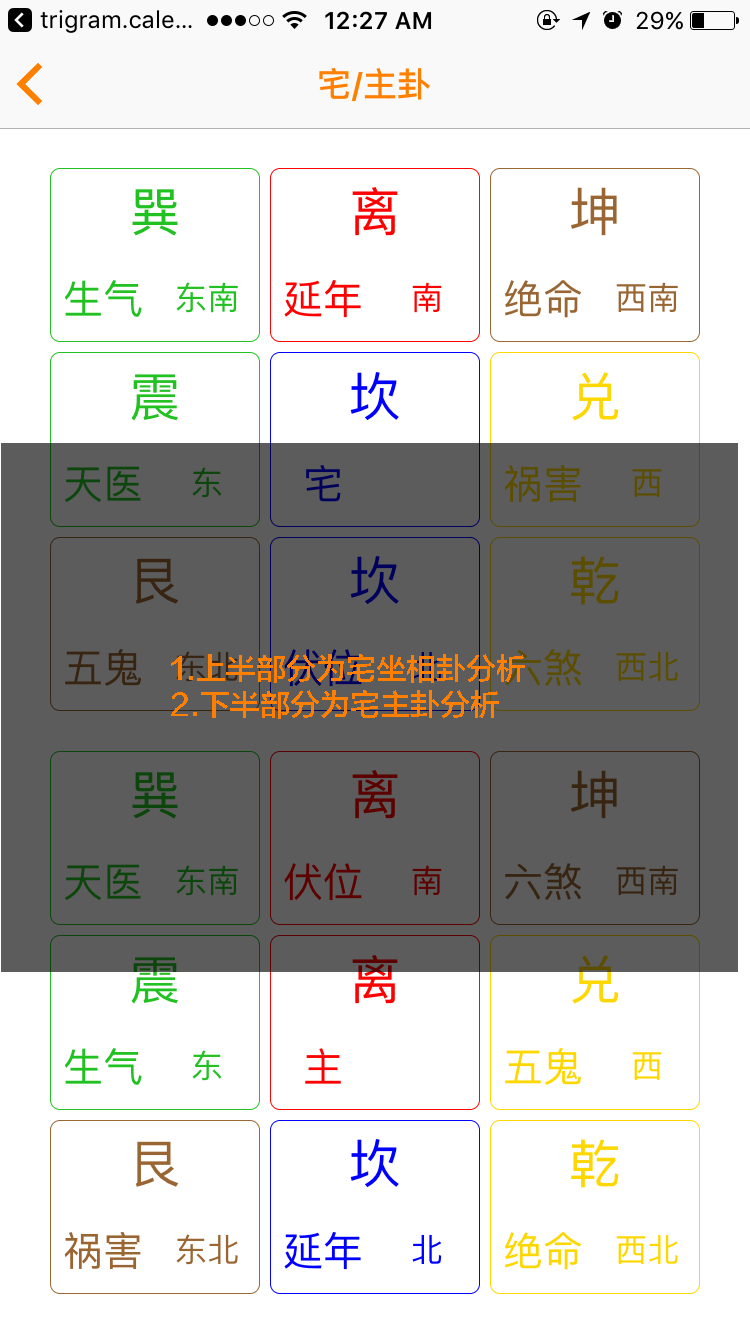 trigram.cale... 12:27 AM 29%
宅/主卦
巽 离 坤
生气 东南 延年 南 绝命 西南
震 坎 兑
天医 东 宅 祸害 西
艮 坎 乾
五鬼 东北 伏位 北 六煞 西北
1.上半部分为宅坐相卦分析
2.下半部分为宅主卦分析
巽 离 坤
天医 东南 伏位 南 六煞 西南
震 离 兑
生气 东 主 五鬼 西
艮 坎 乾
祸害 东北 延年 北 绝命 西北